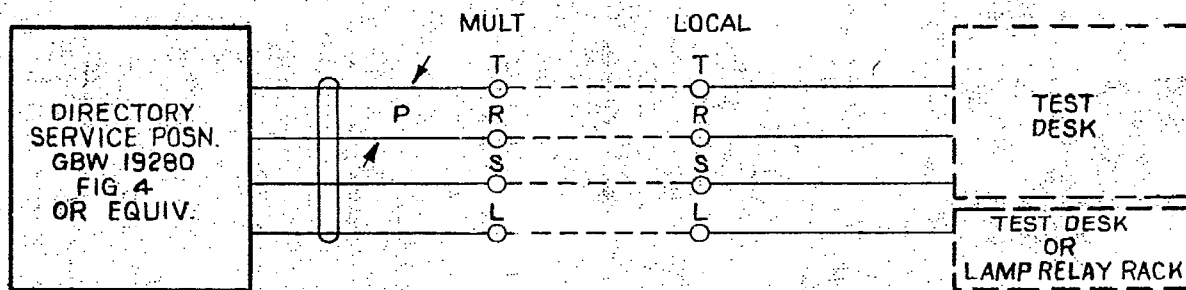 MULT LOCAL
DIRECTORY
SERVICE POSN.
GBW 19280
FIG. 4
OR EQUIV.
P
T
R
S
L
T
R
S
L
TEST
DESK
TEST DESK
OR
LAMP RELAY RACK